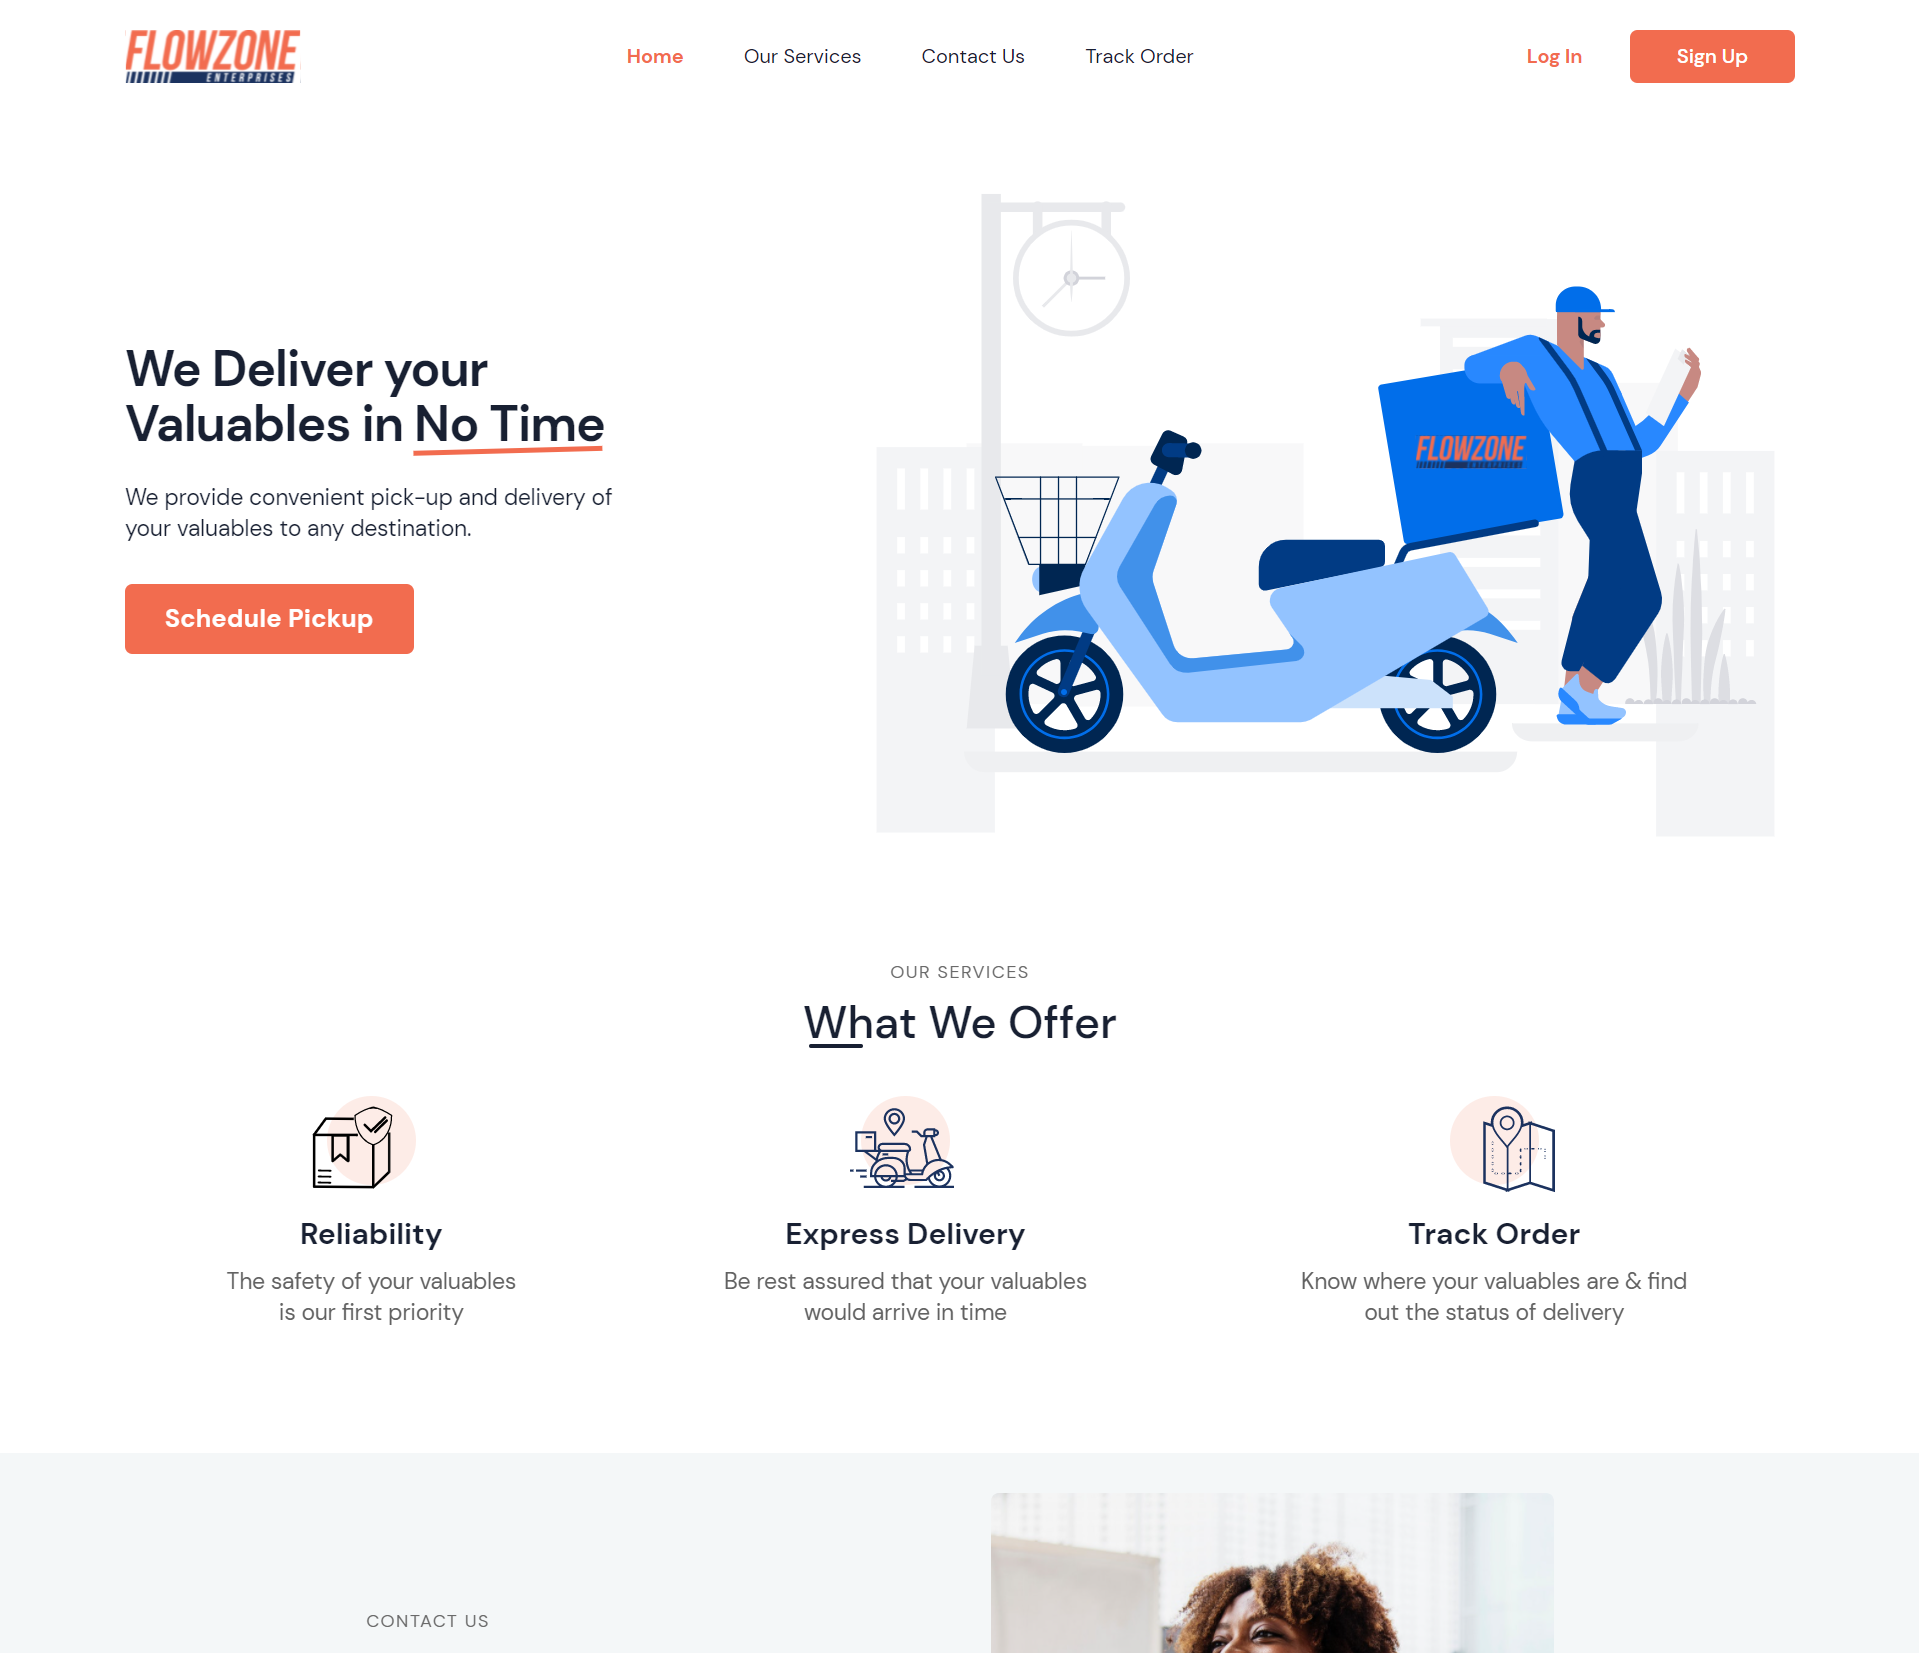 FLOWZONE
ENTERPRISES
Home
Our Services
Contact Us
Track Order
Log In
Sign Up
We Deliver your
Valuables in No Time
We provide convenient pick-up and delivery of
your valuables to any destination.
Schedule Pickup
FLOWZONE
ENTERPRISES
OUR SERVICES
What We Offer
Reliability
The safety of your valuables
is our first priority
Express Delivery
Be rest assured that your valuables
would arrive in time
Track Order
Know where your valuables are & find
out the status of delivery
CONTACT US